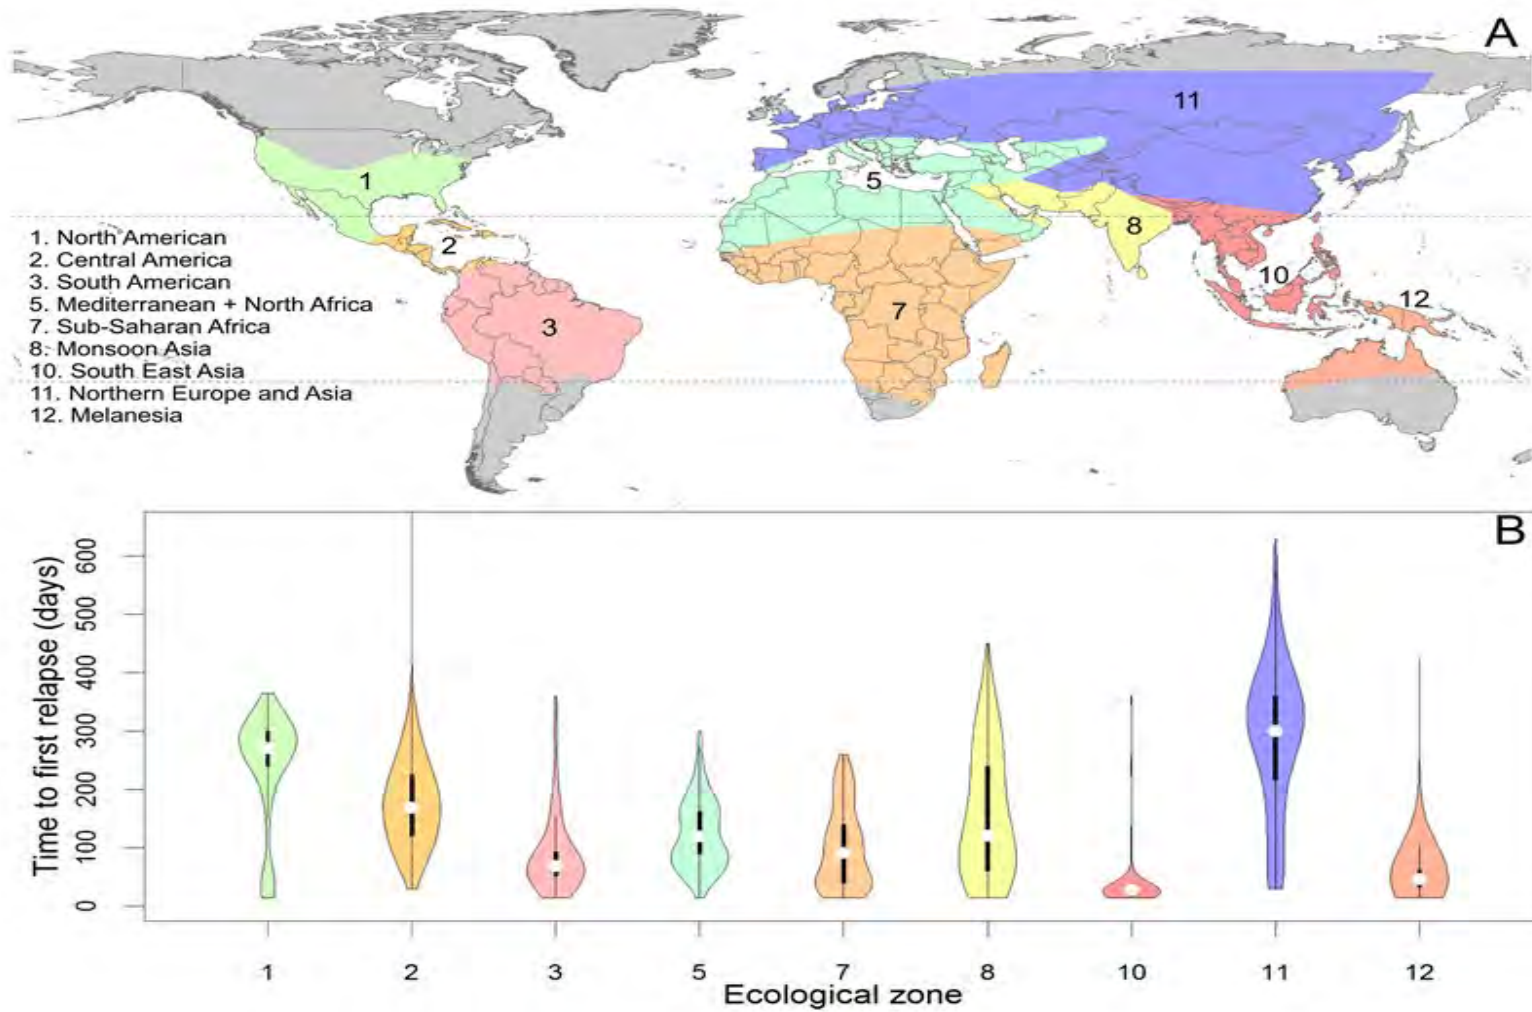 A
11
1
5
8
2
10
12
7
3
1. North American
2. Central America
3. South American
5. Mediterranean + North Africa
7. Sub-Saharan Africa
8. Monsoon Asia
10. South East Asia
11. Northern Europe and Asia
12. Melanesia
B
Time to first relapse (days)
600
500
400
300
200
100
0
1 2 3 5 7 8 10 11 12
Ecological zone